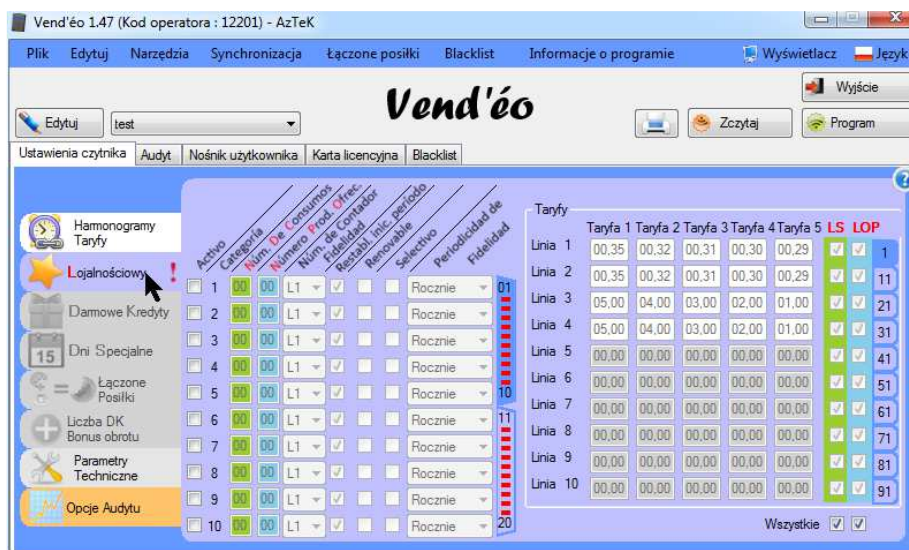 Vend'éo 1.47 (Kod operatora : 12201) - AzTeK
Plik Edytuj Narzędzia Synchronizacja Łączone posiłki Blacklist Informacje o programie Wyświetlacz Język
Wyjście
Vend'éo
Edytuj test Zczytaj Program
Ustawienia czytnika Audyt Nośnik użytkownika Karta licencyjna Blacklist
Harmonogramy
Taryfy
Lojalnościowy !
Damowe Kredyty
15 Dni Specjalne
Łączone
Posiłki
Liczba DK
Bonus obrotu
Parametry
Techniczne
Opcje Audytu
Activo
Categoría
Núm. De Consumos
Número Prod. Ofrec.
Núm. de Contador
Fidelidad
Restabl. inic. período
Renovable
Selectivo
Periodicidad de
Fidelidad
1 00 00 L1 Rocznie 01
2 00 00 L1 Rocznie
3 00 00 L1 Rocznie
4 00 00 L1 Rocznie
5 00 00 L1 Rocznie 10
6 00 00 L1 Rocznie 11
7 00 00 L1 Rocznie
8 00 00 L1 Rocznie
9 00 00 L1 Rocznie
10 00 00 L1 Rocznie 20
Taryfy
Taryfa 1 Taryfa 2 Taryfa 3 Taryfa 4 Taryfa 5 LS LOP
Linia 1 00,35 00,32 00,31 00,30 00,29 1
Linia 2 00,35 00,32 00,31 00,30 00,29 11
Linia 3 05,00 04,00 03,00 02,00 01,00 21
Linia 4 05,00 04,00 03,00 02,00 01,00 31
Linia 5 00,00 00,00 00,00 00,00 00,00 41
Linia 6 00,00 00,00 00,00 00,00 00,00 51
Linia 7 00,00 00,00 00,00 00,00 00,00 61
Linia 8 00,00 00,00 00,00 00,00 00,00 71
Linia 9 00,00 00,00 00,00 00,00 00,00 81
Linia 10 00,00 00,00 00,00 00,00 00,00 91
Wszystkie